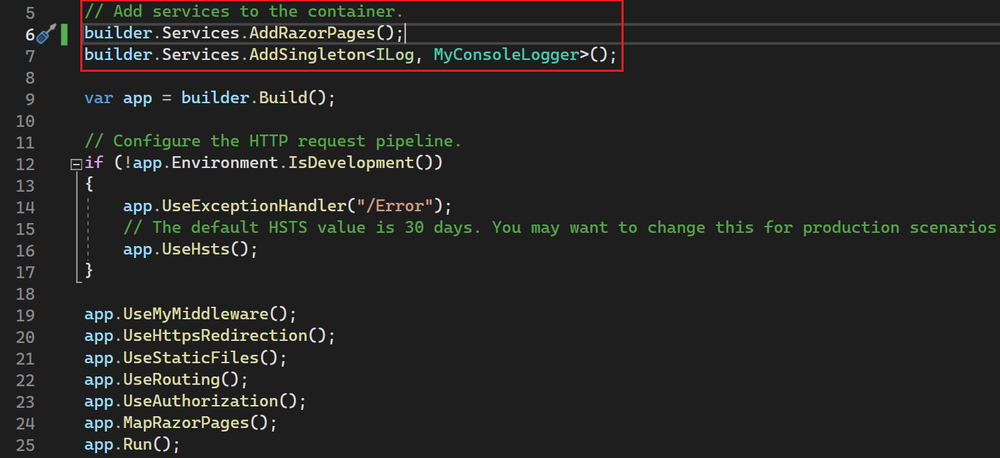 5 // Add services to the container.
6 builder.Services.AddRazorPages();
7 builder.Services.AddSingleton<ILog, MyConsoleLogger>();
8
9 var app = builder.Build();
10
11 // Configure the HTTP request pipeline.
12 if (!app.Environment.IsDevelopment())
13 {
14 app.UseExceptionHandler("/Error");
15 // The default HSTS value is 30 days. You may want to change this for production scenarios
16 app.UseHsts();
17 }
18
19 app.UseMyMiddleware();
20 app.UseHttpsRedirection();
21 app.UseStaticFiles();
22 app.UseRouting();
23 app.UseAuthorization();
24 app.MapRazorPages();
25 app.Run();